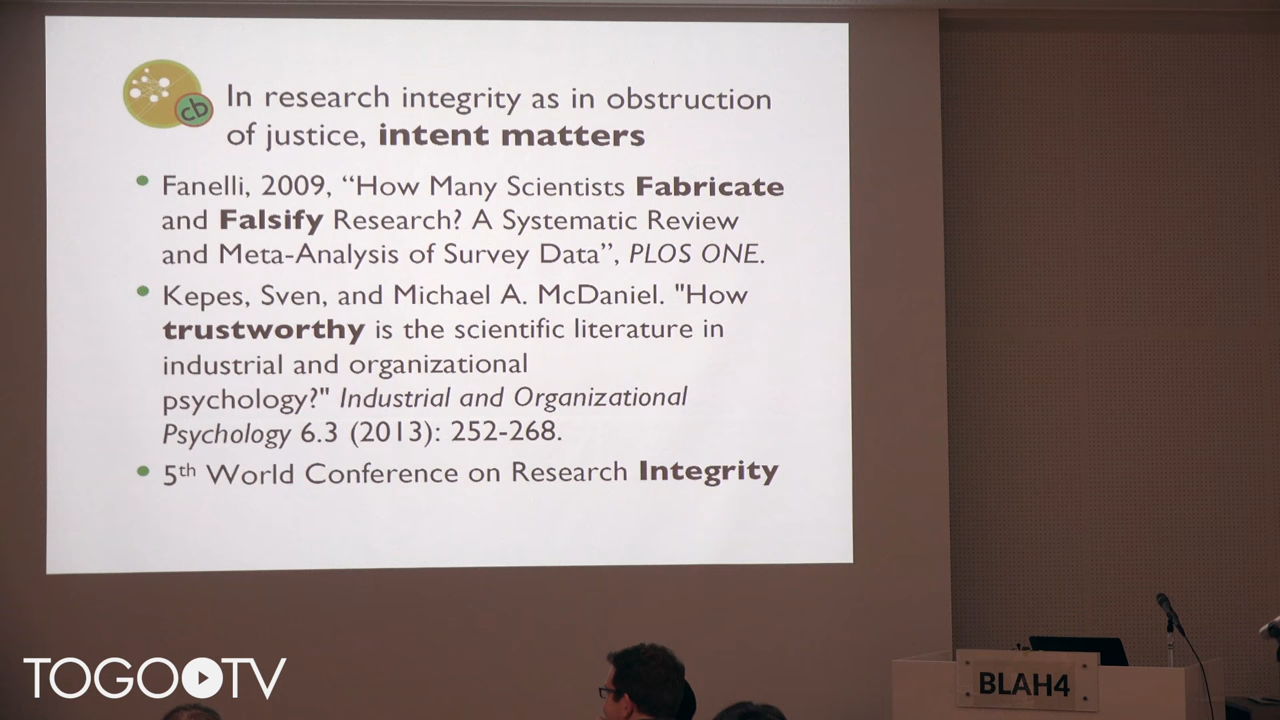 cb
In research integrity as in obstruction
of justice, intent matters
• Fanelli, 2009, “How Many Scientists Fabricate
and Falsify Research? A Systematic Review
and Meta-Analysis of Survey Data”, PLOS ONE.
• Kepes, Sven, and Michael A. McDaniel. "How
trustworthy is the scientific literature in
industrial and organizational
psychology?" Industrial and Organizational
Psychology 6.3 (2013): 252-268.
• 5th World Conference on Research Integrity
TOGOTV
BLAH4